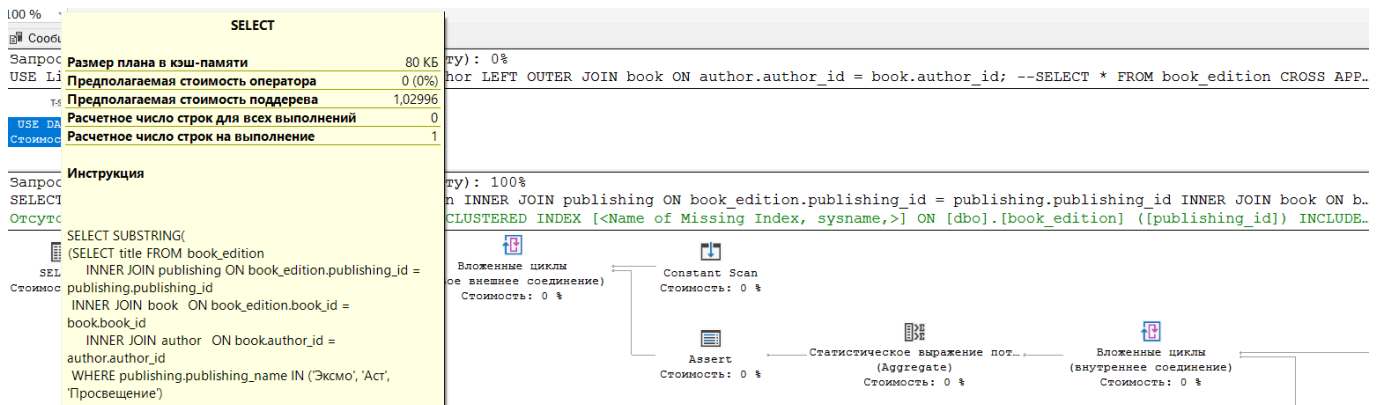 100 %
Сообщ
SELECT
Размер плана в кэш-памяти 80 КБ
Предполагаемая стоимость оператора 0 (0%)
Предполагаемая стоимость поддерева 1,02996
Расчетное число строк для всех выполнений 0
Расчетное число строк на выполнение 1
Инструкция
SELECT SUBSTRING(
(SELECT title FROM book_edition
INNER JOIN publishing ON book_edition.publishing_id =
publishing.publishing_id
INNER JOIN book ON book_edition.book_id =
book.book_id
INNER JOIN author ON book.author_id =
author.author_id
WHERE publishing.publishing_name IN ('Эксмо', 'Аст',
'Просвещение')
Запрос ту): 0%
USE Li hor LEFT OUTER JOIN book ON author.author_id = book.author_id; --SELECT * FROM book_edition CROSS APP…
T-S
USE DA
Стоимос
Запрос ту): 100%
SELECT n INNER JOIN publishing ON book_edition.publishing_id = publishing.publishing_id INNER JOIN book ON b…
Отсутс CLUSTERED INDEX [<Name of Missing Index, sysname,>] ON [dbo].[book_edition] ([publishing_id]) INCLUDE…
SEL
Стоимос
Вложенные циклы
ое внешнее соединение)
Стоимость: 0 %
Constant Scan
Стоимость: 0 %
Assert
Стоимость: 0 %
Статистическое выражение пот…
(Aggregate)
Стоимость: 0 %
Вложенные циклы
(внутреннее соединение)
Стоимость: 0 %